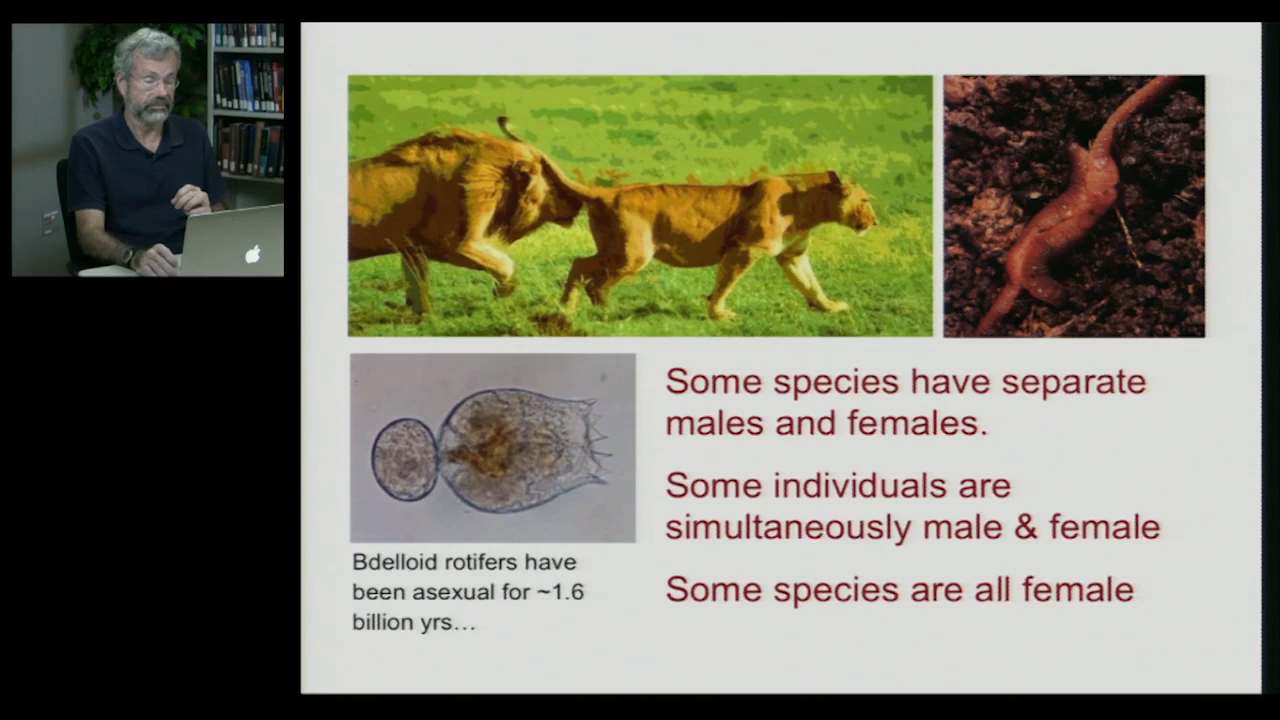 Some species have separate
males and females.
Some individuals are
simultaneously male & female
Some species are all female
Bdelloid rotifers have
been asexual for ~1.6
billion yrs…